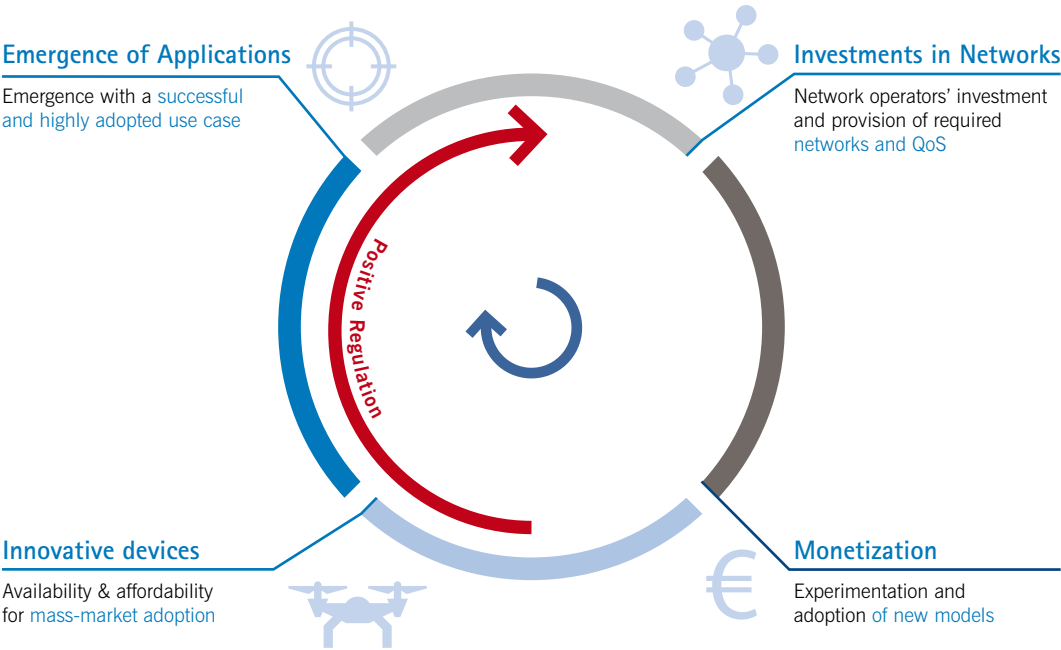 Emergence of Applications
Emergence with a successful
and highly adopted use case
Investments in Networks
Network operators’ investment
and provision of required
networks and QoS
Positive Regulation
Innovative devices
Availability & affordability
for mass-market adoption
Monetization
Experimentation and
adoption of new models
€